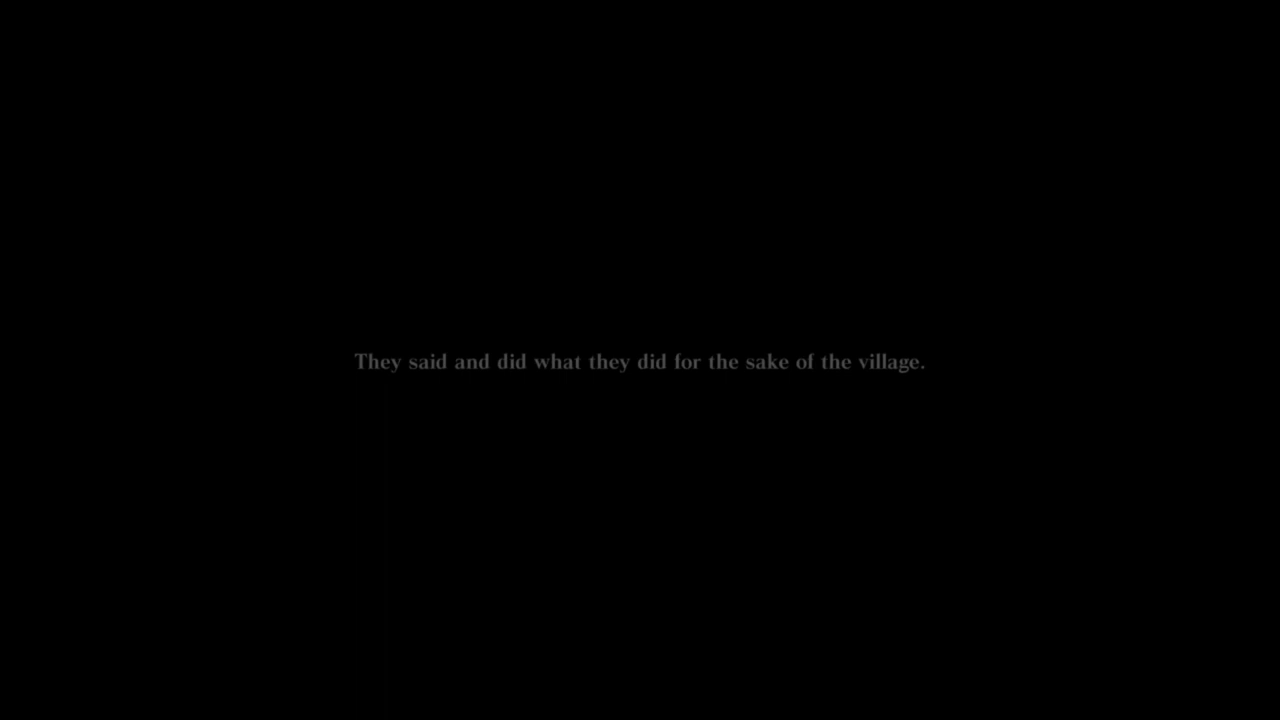 They said and did what they did for the sake of the village.